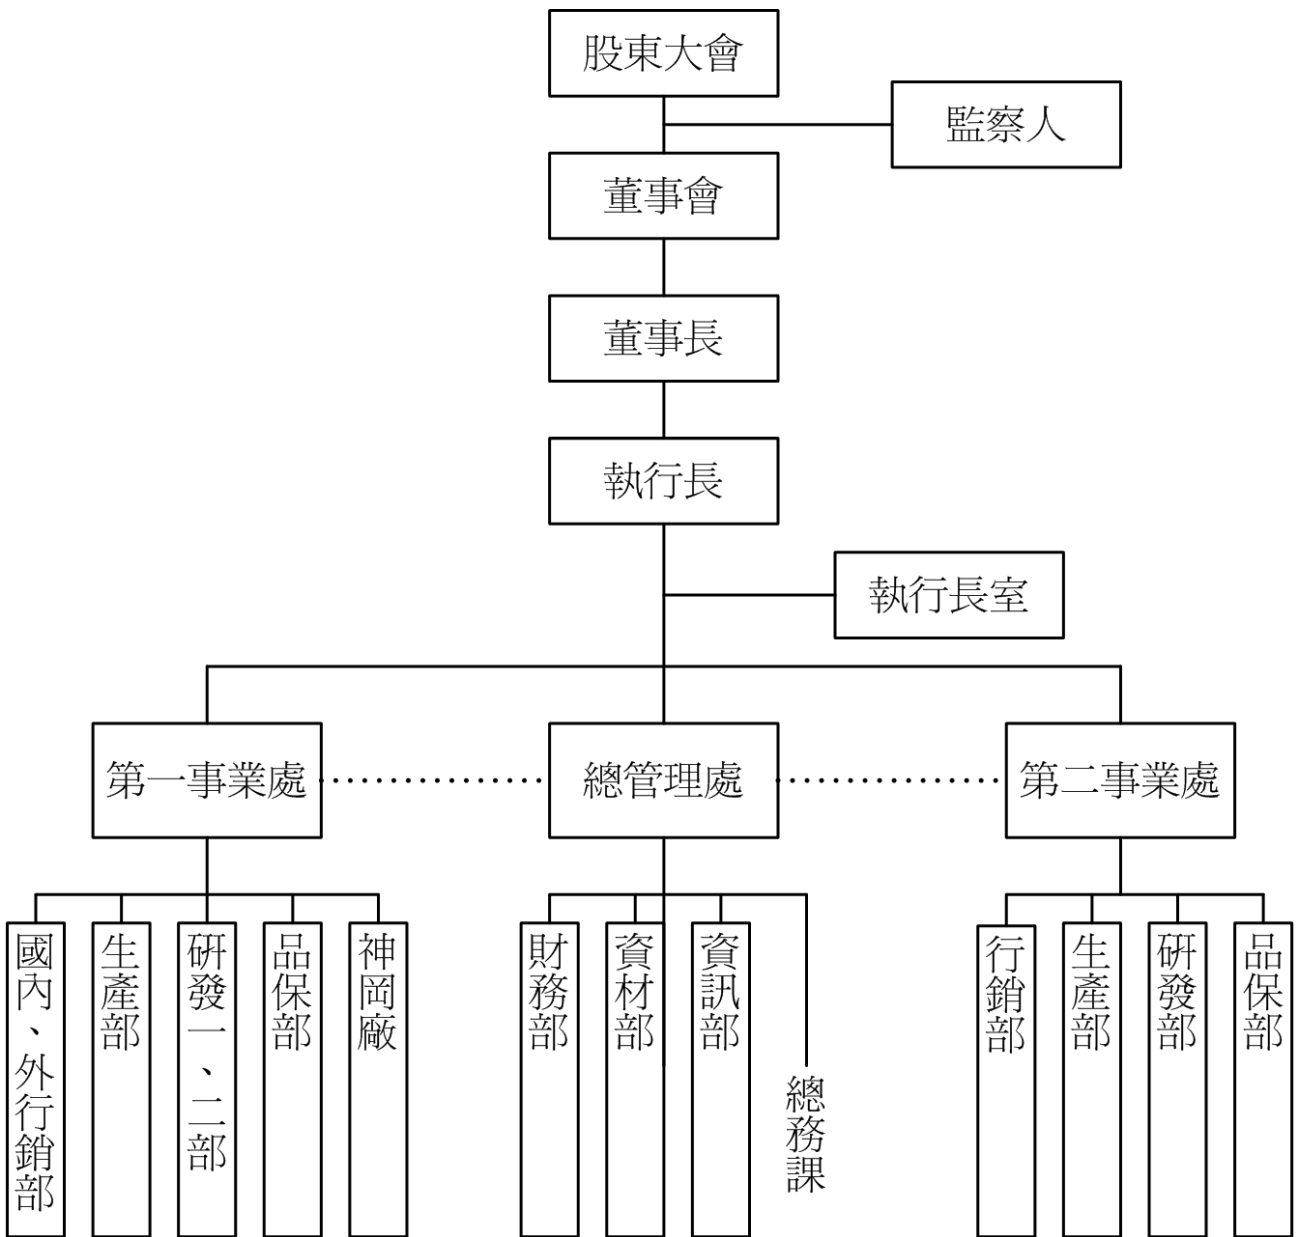 股東大會
監察人
董事會
董事長
執行長
執行長室
第一事業處
總管理處
第二事業處
國內、外行銷部
生產部
研發一、二部
品保部
神岡廠
財務部
資材部
資訊部
總務課
行銷部
生產部
研發部
品保部